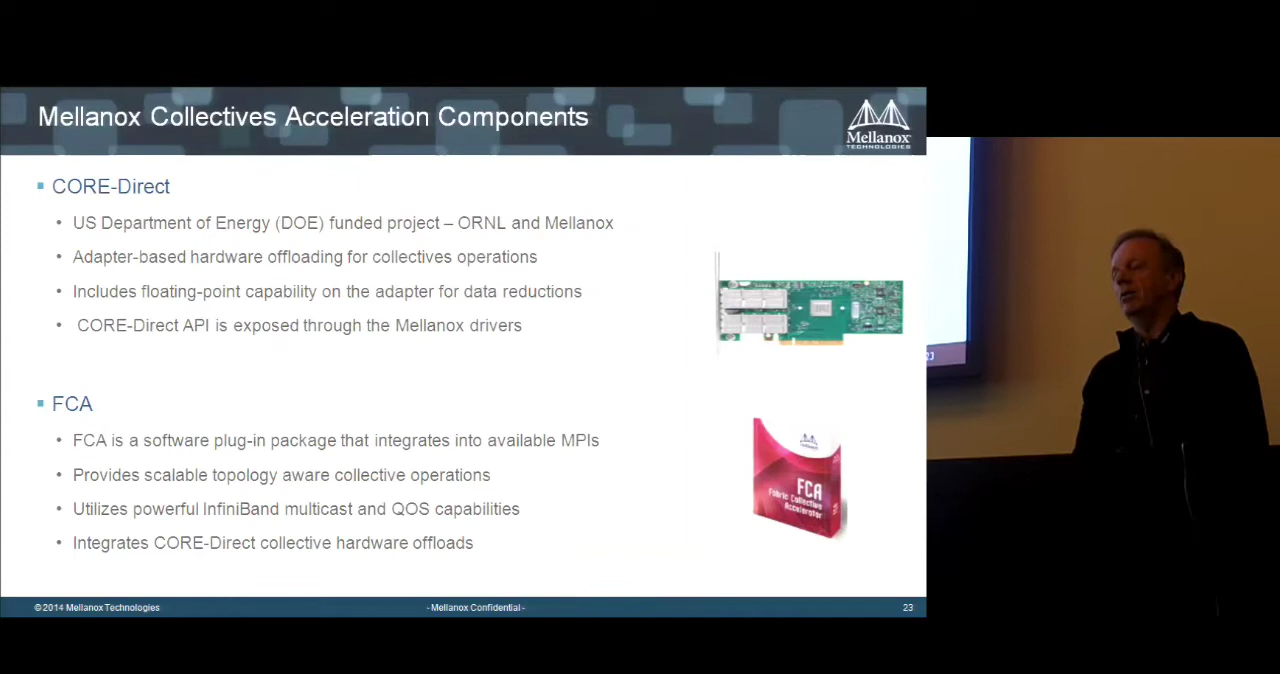 Mellanox Collectives Acceleration Components
Mellanox
TECHNOLOGIES
CORE-Direct
US Department of Energy (DOE) funded project – ORNL and Mellanox
Adapter-based hardware offloading for collectives operations
Includes floating-point capability on the adapter for data reductions
CORE-Direct API is exposed through the Mellanox drivers
FCA
FCA is a software plug-in package that integrates into available MPIs
Provides scalable topology aware collective operations
Utilizes powerful InfiniBand multicast and QOS capabilities
Integrates CORE-Direct collective hardware offloads
FCA
Fabric Collective
Accelerator
© 2014 Mellanox Technologies
- Mellanox Confidential -
23
23